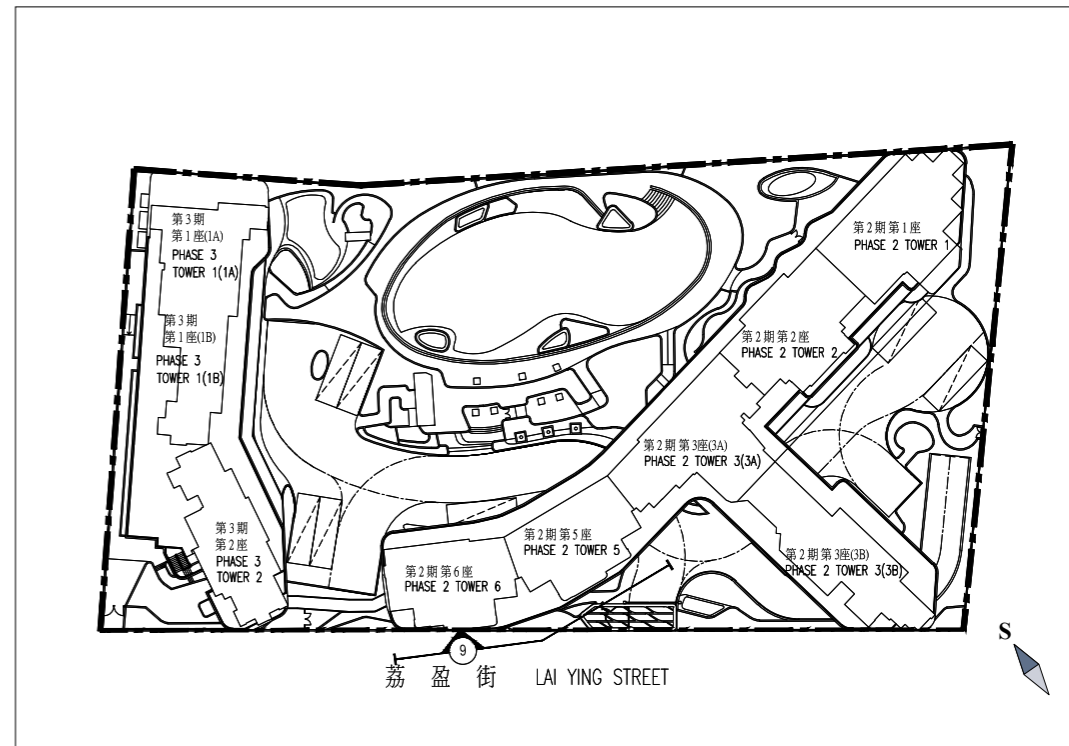 第3期
第1座(1A)
PHASE 3
TOWER 1(1A)
第3期
第1座(1B)
PHASE 3
TOWER 1(1B)
第3期
第2座
PHASE 3
TOWER 2
第2期第1座
PHASE 2 TOWER 1
第2期第2座
PHASE 2 TOWER 2
第2期第3座(3A)
PHASE 2 TOWER 3(3A)
第2期第5座
PHASE 2 TOWER 5
第2期第6座
PHASE 2 TOWER 6
第2期第3座(3B)
PHASE 2 TOWER 3(3B)
S
9
荔盈街 LAI YING STREET